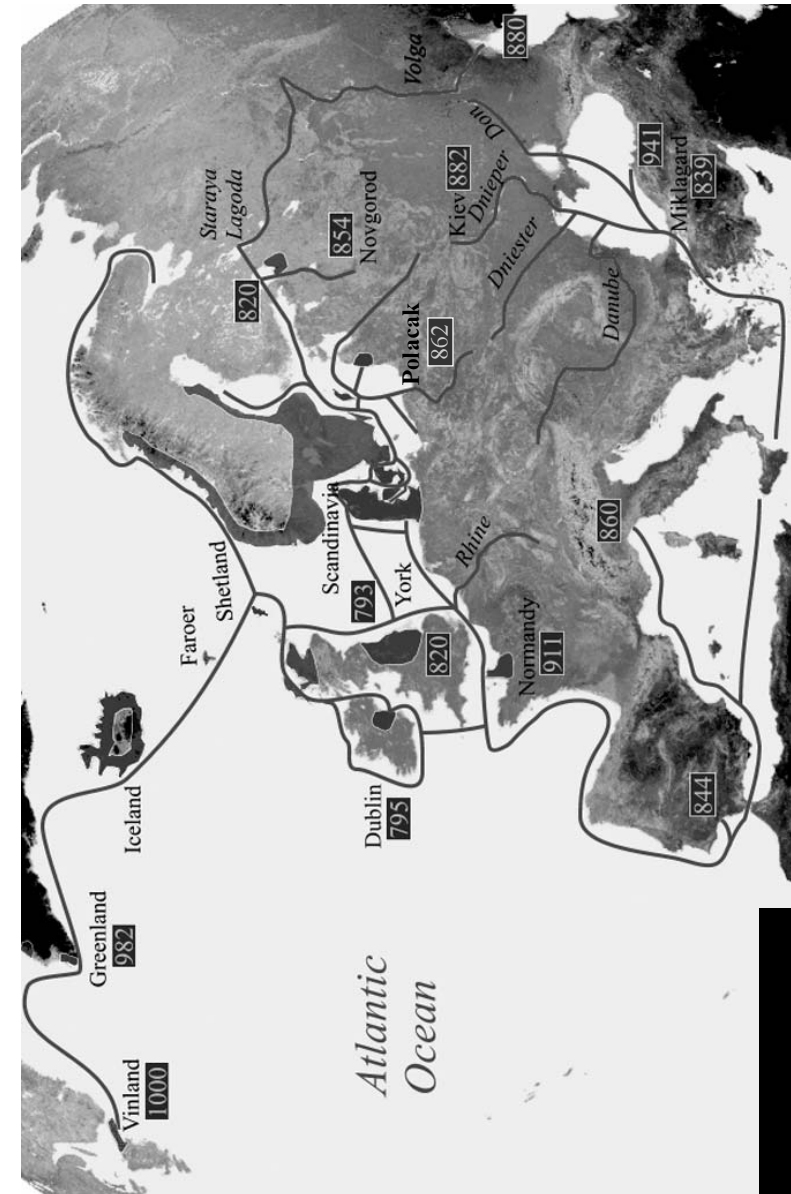 Vinland
1000
Greenland
982
Iceland
Faroer
Shetland
Atlantic
Ocean
Dublin
795
Scandinavia
793
York
820
Rhine
Normandy
911
844
860
Staraya
Lagoda
820
854
Novgorod
Polacak
862
Kiev 882
Dnieper
Dniester
Danube
Don
Volga
880
941
Miklagard
839